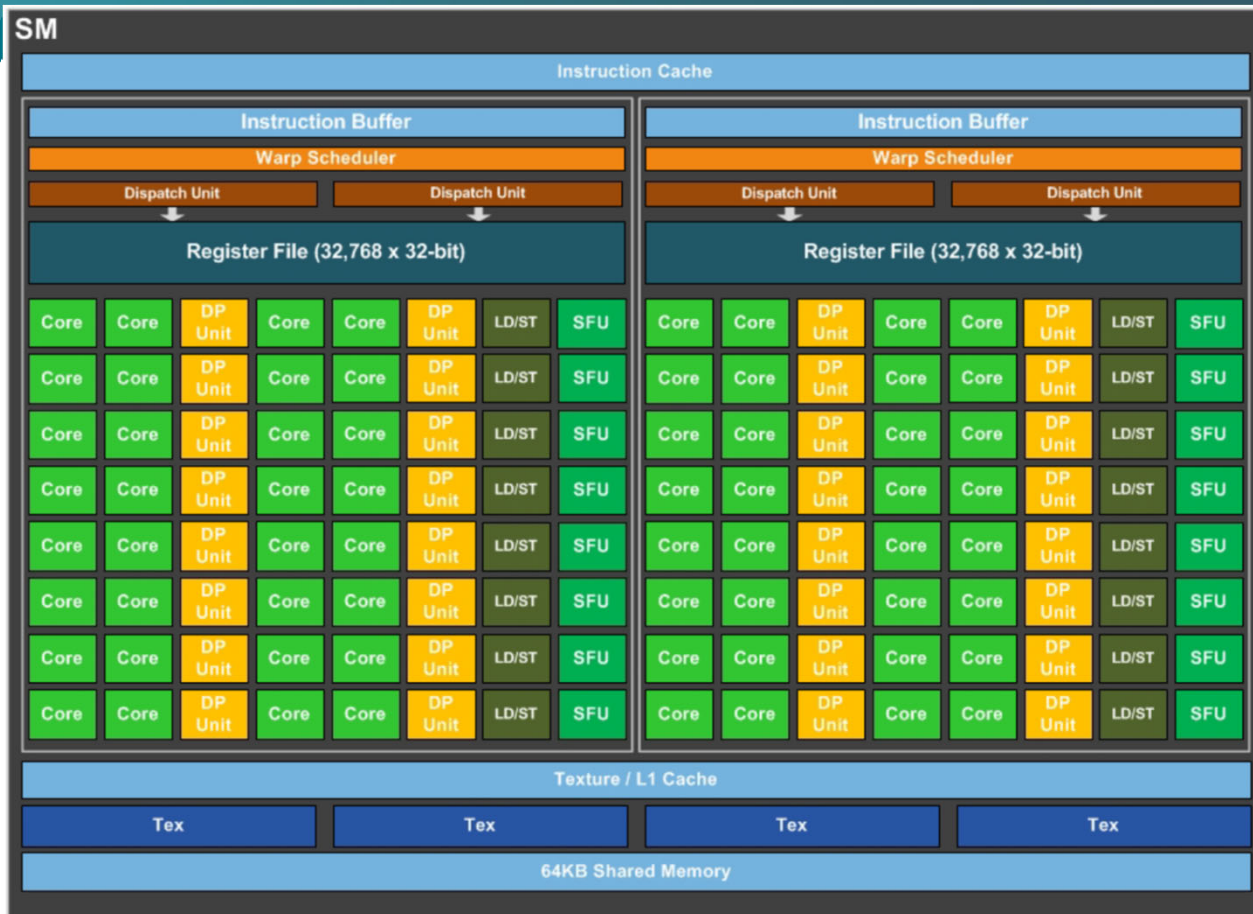 SM
Instruction Cache
Instruction Buffer Instruction Buffer
Warp Scheduler Warp Scheduler
Dispatch Unit Dispatch Unit Dispatch Unit Dispatch Unit
Register File (32,768 x 32-bit) Register File (32,768 x 32-bit)
Core Core DP Unit Core Core DP Unit LD/ST SFU Core Core DP Unit Core Core DP Unit LD/ST SFU
Core Core DP Unit Core Core DP Unit LD/ST SFU Core Core DP Unit Core Core DP Unit LD/ST SFU
Core Core DP Unit Core Core DP Unit LD/ST SFU Core Core DP Unit Core Core DP Unit LD/ST SFU
Core Core DP Unit Core Core DP Unit LD/ST SFU Core Core DP Unit Core Core DP Unit LD/ST SFU
Core Core DP Unit Core Core DP Unit LD/ST SFU Core Core DP Unit Core Core DP Unit LD/ST SFU
Core Core DP Unit Core Core DP Unit LD/ST SFU Core Core DP Unit Core Core DP Unit LD/ST SFU
Core Core DP Unit Core Core DP Unit LD/ST SFU Core Core DP Unit Core Core DP Unit LD/ST SFU
Core Core DP Unit Core Core DP Unit LD/ST SFU Core Core DP Unit Core Core DP Unit LD/ST SFU
Texture / L1 Cache
Tex Tex Tex Tex
64KB Shared Memory